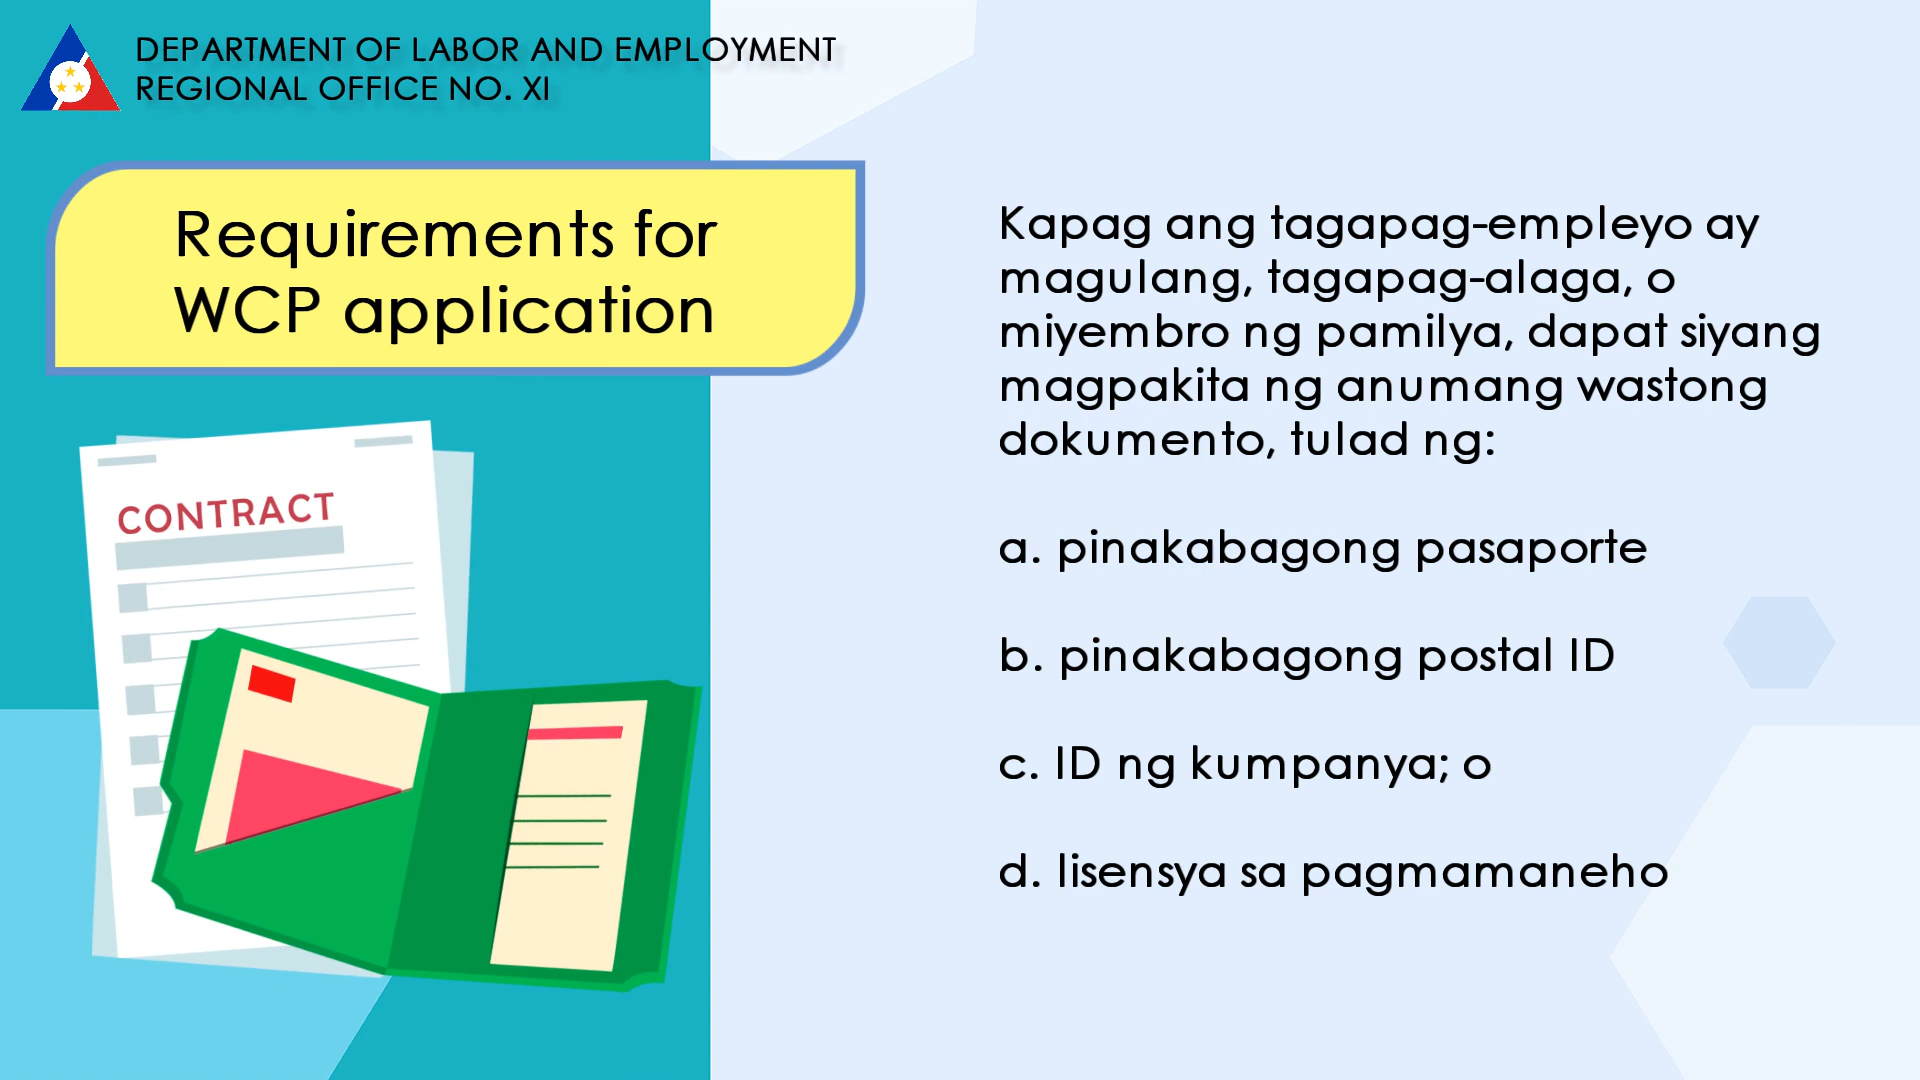 DEPARTMENT OF LABOR AND EMPLOYMENT
REGIONAL OFFICE NO. XI
Requirements for
WCP application
CONTRACT
Kapag ang tagapag-empleyo ay
magulang, tagapag-alaga, o
miyembro ng pamilya, dapat siyang
magpakita ng anumang wastong
dokumento, tulad ng:
a. pinakabagong pasaporte
b. pinakabagong postal ID
c. ID ng kumpanya; o
d. lisensya sa pagmamaneho